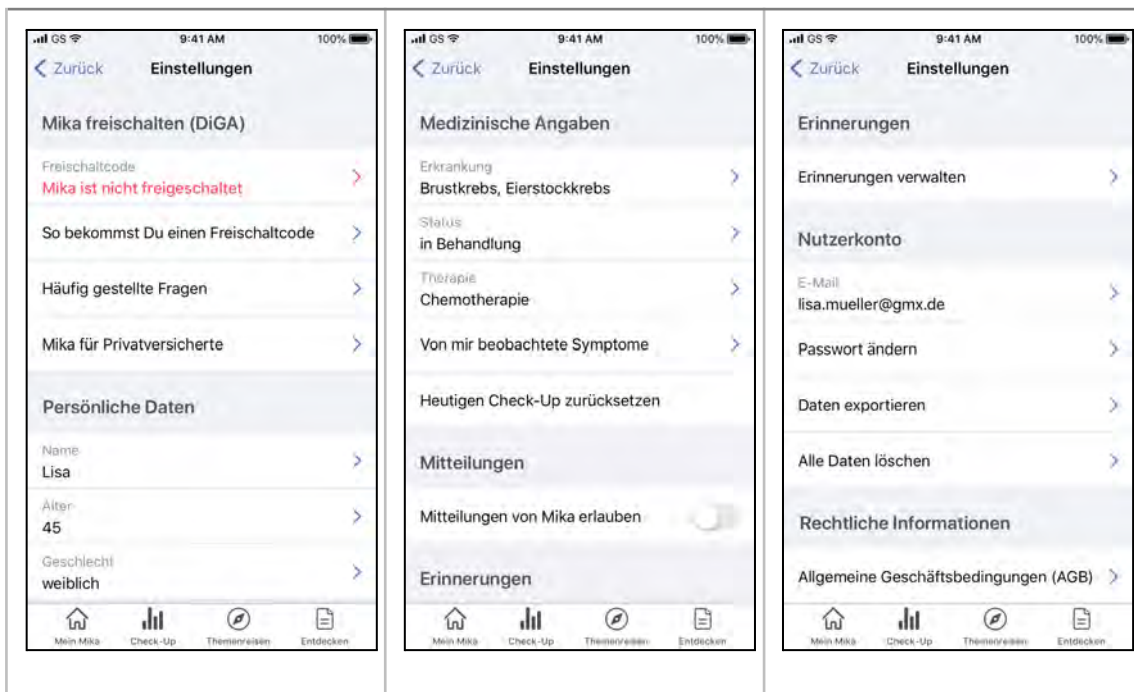 GS 9:41 AM 100%
Zurück Einstellungen
Mika freischalten (DiGA)
Freischaltcode
Mika ist nicht freigeschaltet
So bekommst Du einen Freischaltcode
Häufig gestellte Fragen
Mika für Privatversicherte
Persönliche Daten
Name
Lisa
Alter
45
Geschlecht
weiblich
Mein Mika Check-Up Themenreisen Entdecken
GS 9:41 AM 100%
Zurück Einstellungen
Medizinische Angaben
Erkrankung
Brustkrebs, Eierstockkrebs
Status
in Behandlung
Therapie
Chemotherapie
Von mir beobachtete Symptome
Heutigen Check-Up zurücksetzen
Mitteilungen
Mitteilungen von Mika erlauben
Erinnerungen
Mein Mika Check-Up Themenreisen Entdecken
GS 9:41 AM 100%
Zurück Einstellungen
Erinnerungen
Erinnerungen verwalten
Nutzerkonto
E-Mail
lisa.mueller@gmx.de
Passwort ändern
Daten exportieren
Alle Daten löschen
Rechtliche Informationen
Allgemeine Geschäftsbedingungen (AGB)
Mein Mika Check-Up Themenreisen Entdecken